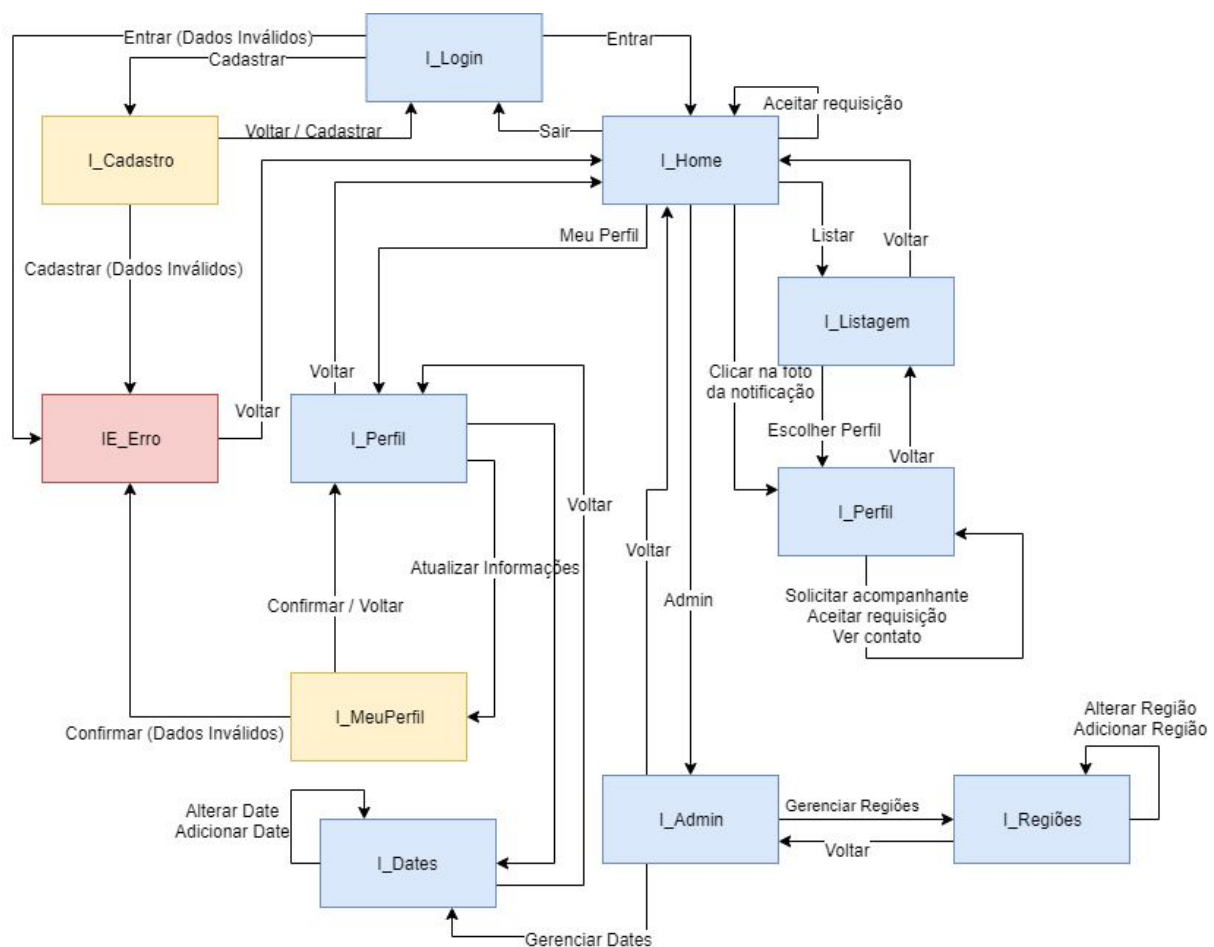 Entrar (Dados Inválidos)
Cadastrar
I_Login
Entrar
Aceitar requisição
Voltar / Cadastrar
Sair
I_Cadastro
I_Home
Meu Perfil
Listar
Voltar
Cadastrar (Dados Inválidos)
I_Listagem
Voltar
Clicar na foto
da notificação
Voltar
IE_Erro
I_Perfil
Escolher Perfil
Voltar
Voltar
I_Perfil
Voltar
Atualizar Informações
Confirmar / Voltar
Admin
Solicitar acompanhante
Aceitar requisição
Ver contato
I_MeuPerfil
Confirmar (Dados Inválidos)
Alterar Região
Adicionar Região
Alterar Date
Adicionar Date
I_Admin
Gerenciar Regiões
I_Regiões
Voltar
I_Dates
Gerenciar Dates